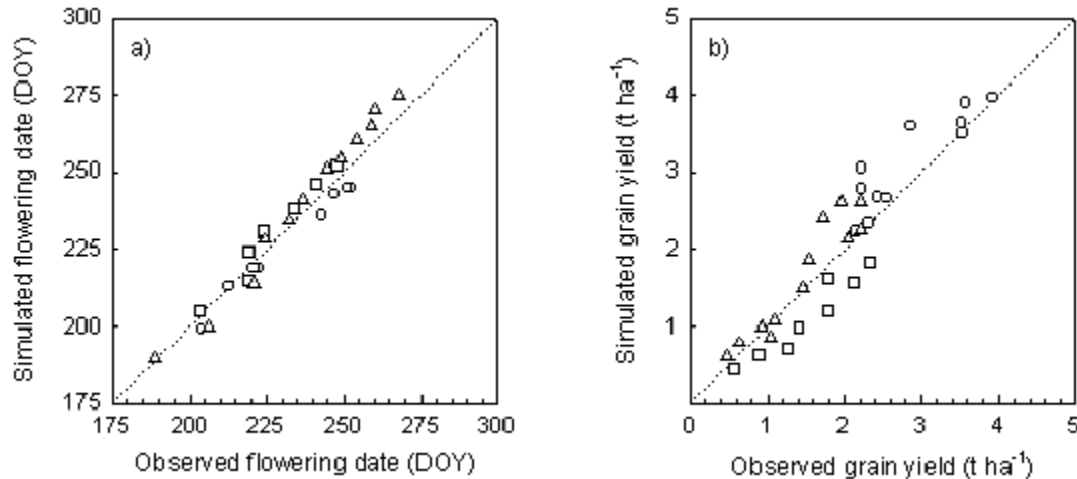 a)
Simulated flowering date (DOY)
300
275
250
225
200
175
175 200 225 250 275 300
Observed flowering date (DOY)
b)
Simulated grain yield (t ha⁻¹)
5
4
3
2
1
0 1 2 3 4 5
Observed grain yield (t ha⁻¹)